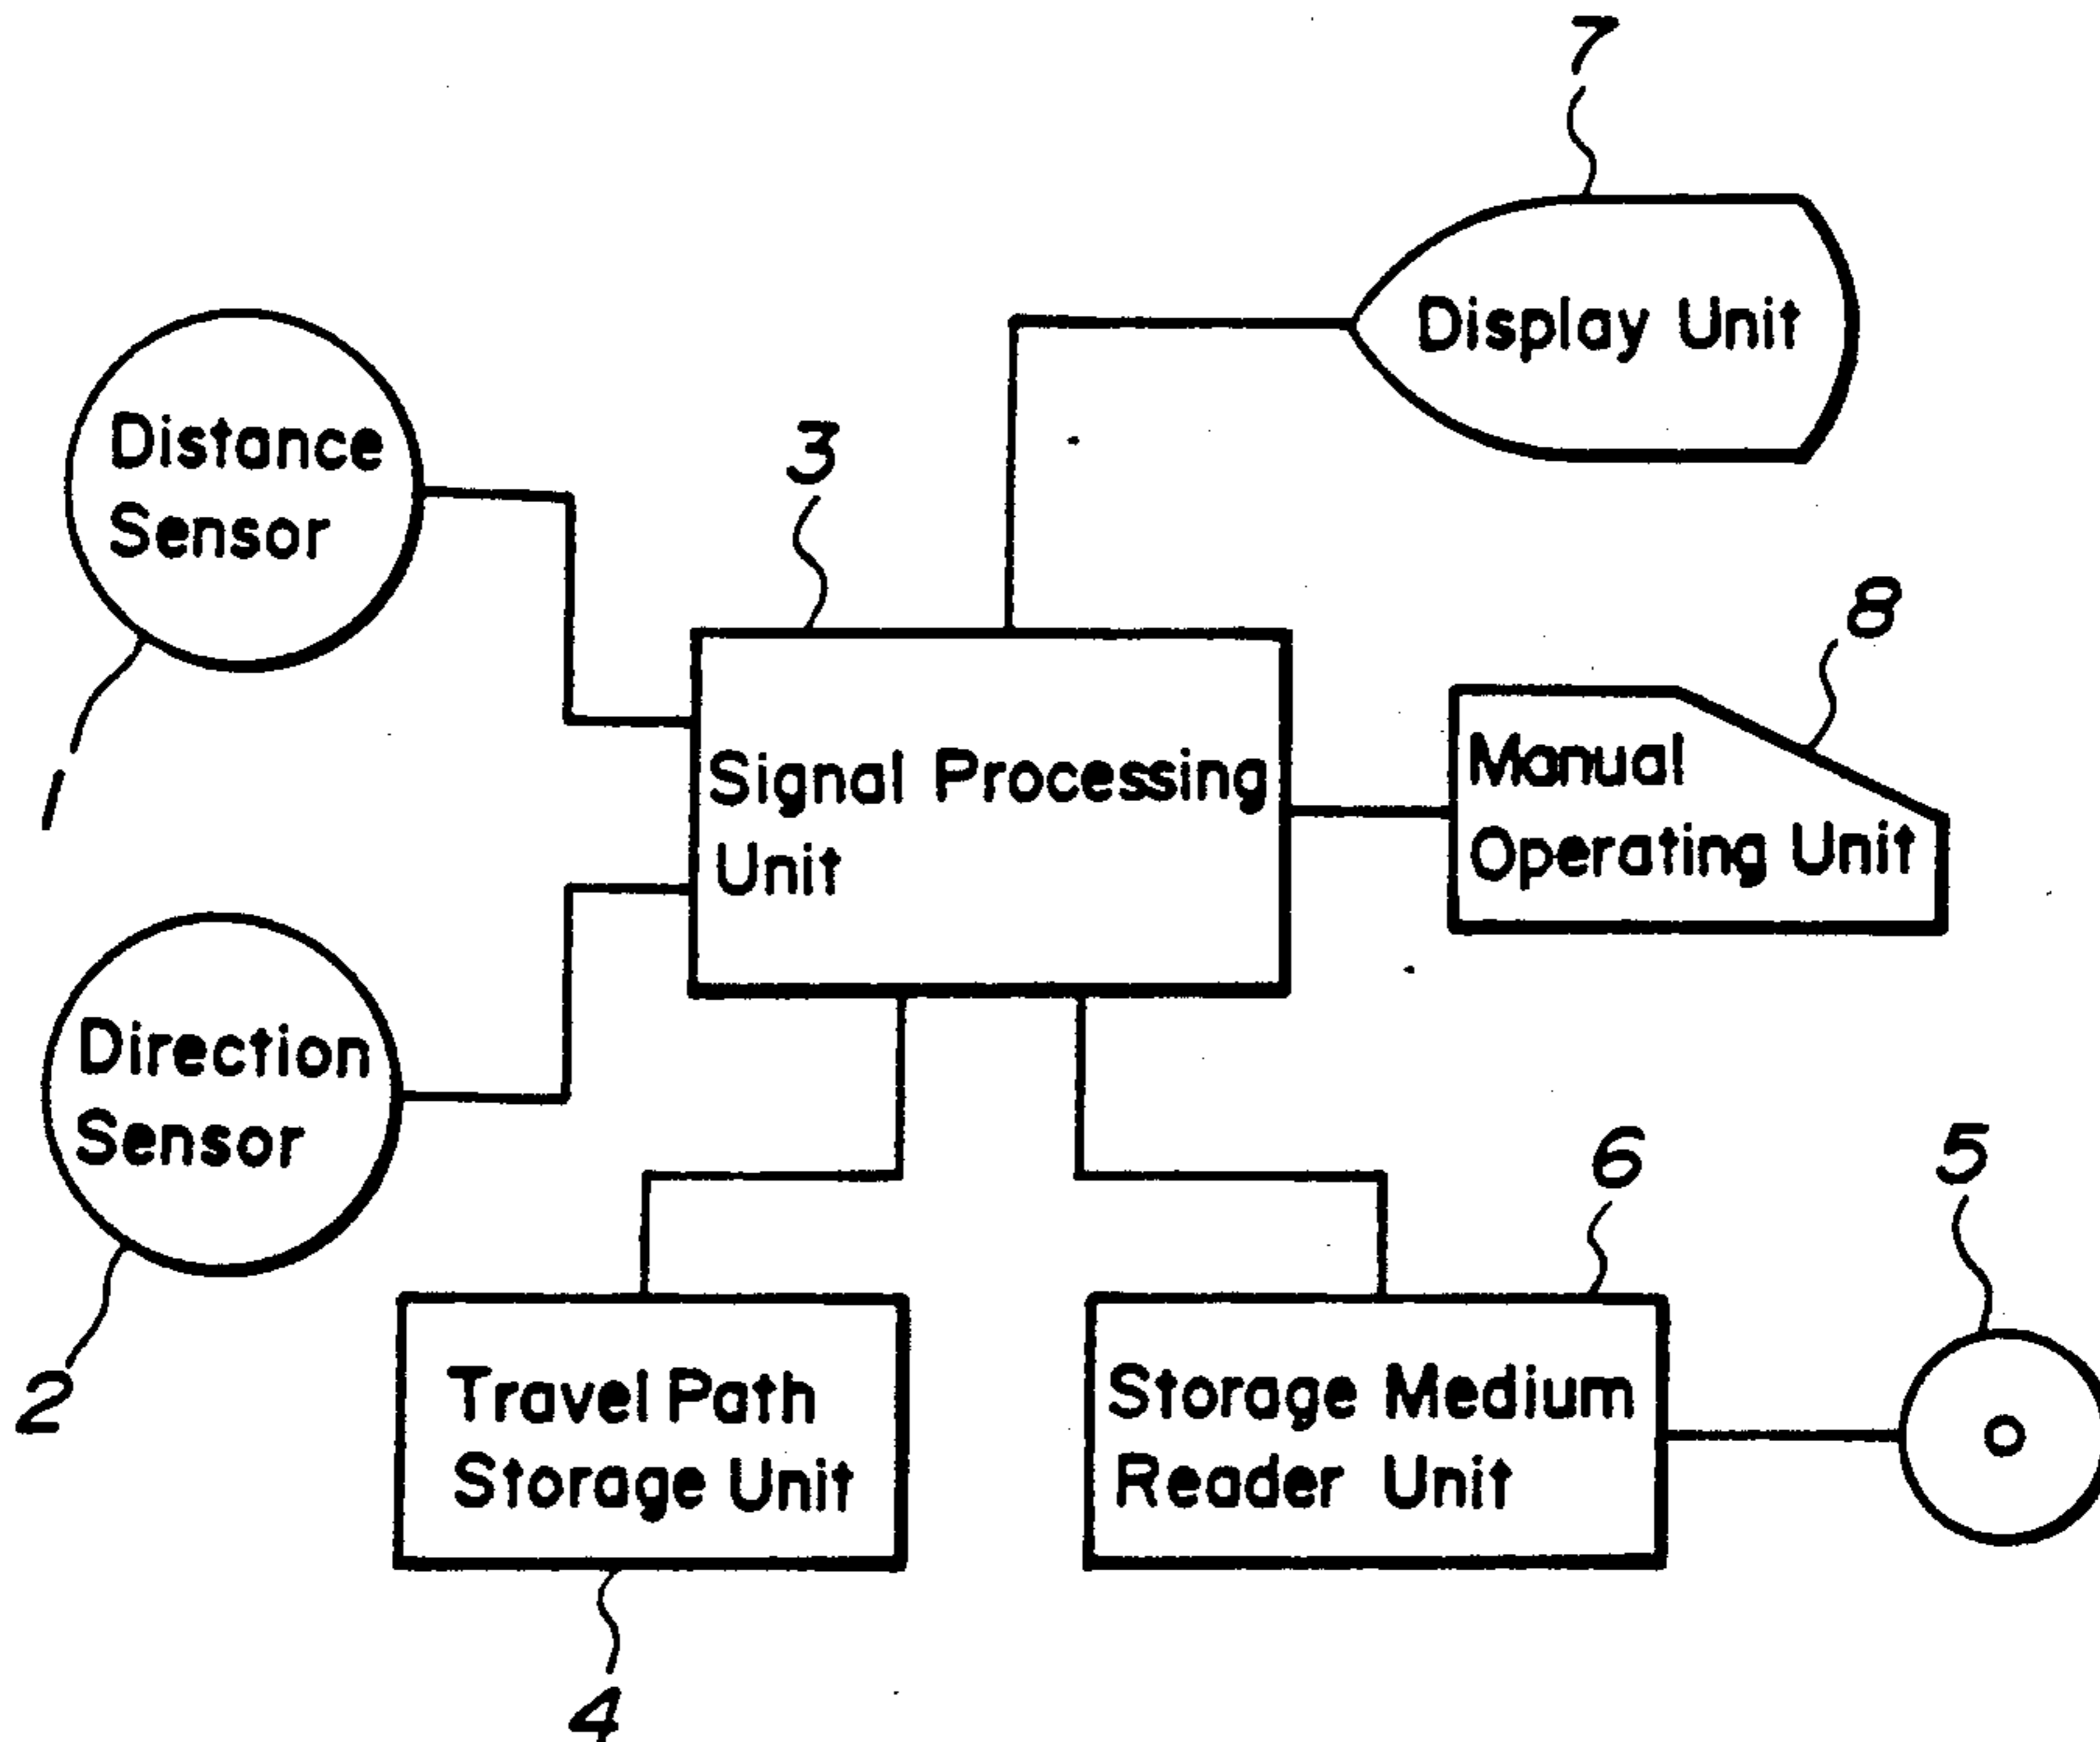 7
Display Unit
Distance
Sensor
1
3
Signal Processing
Unit
8
Manual
Operating Unit
Direction
Sensor
2
Travel Path
Storage Unit
4
6
Storage Medium
Reader Unit
5